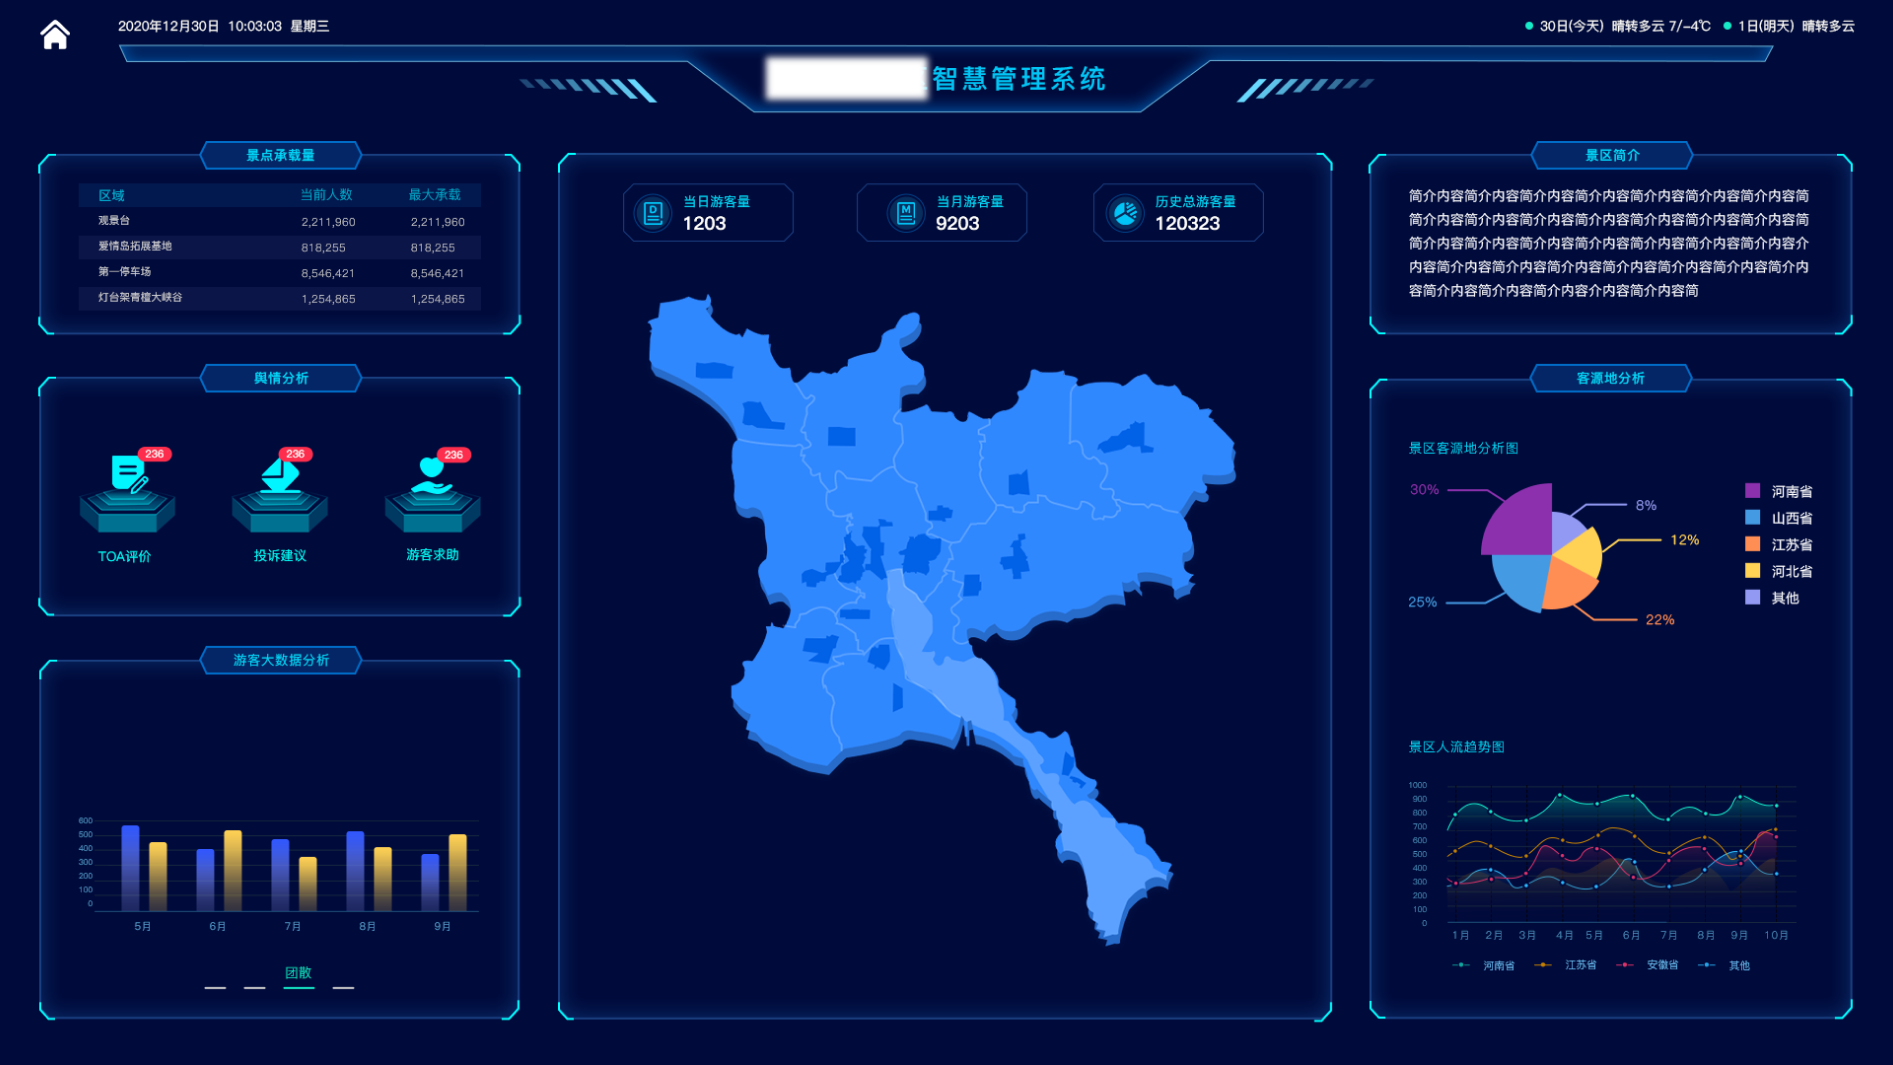 2020年12月30日 10:03:03 星期三
30日(今天) 晴转多云 7/-4℃ 1日(明天) 晴转多云
智慧管理系统
景点承载量
区域 当前人数 最大承载
观景台 2,211,960 2,211,960
爱情岛拓展基地 818,255 818,255
第一停车场 8,546,421 8,546,421
灯台架青檀大峡谷 1,254,865 1,254,865
舆情分析
236 236 236
TOA评价 投诉建议 游客求助
游客大数据分析
600
500
400
300
200
100
0
5月 6月 7月 8月 9月
团散
当日游客量
1203
当月游客量
9203
历史总游客量
120323
景区简介
简介内容简介内容简介内容简介内容简介内容简介内容简介内容简
简介内容简介内容简介内容简介内容简介内容简介内容简介内容简
简介内容简介内容简介内容简介内容简介内容简介内容简介内容介
内容简介内容简介内容简介内容简介内容简介内容简介内容简介内
容简介内容简介内容简介内容介内容简介内容简
客源地分析
景区客源地分析图
30%
8%
12%
25%
22%
河南省
山西省
江苏省
河北省
其他
景区人流趋势图
1000
900
800
700
600
500
400
300
200
100
0
1月 2月 3月 4月 5月 6月 7月 8月 9月 10月
河南省 江苏省 安徽省 其他